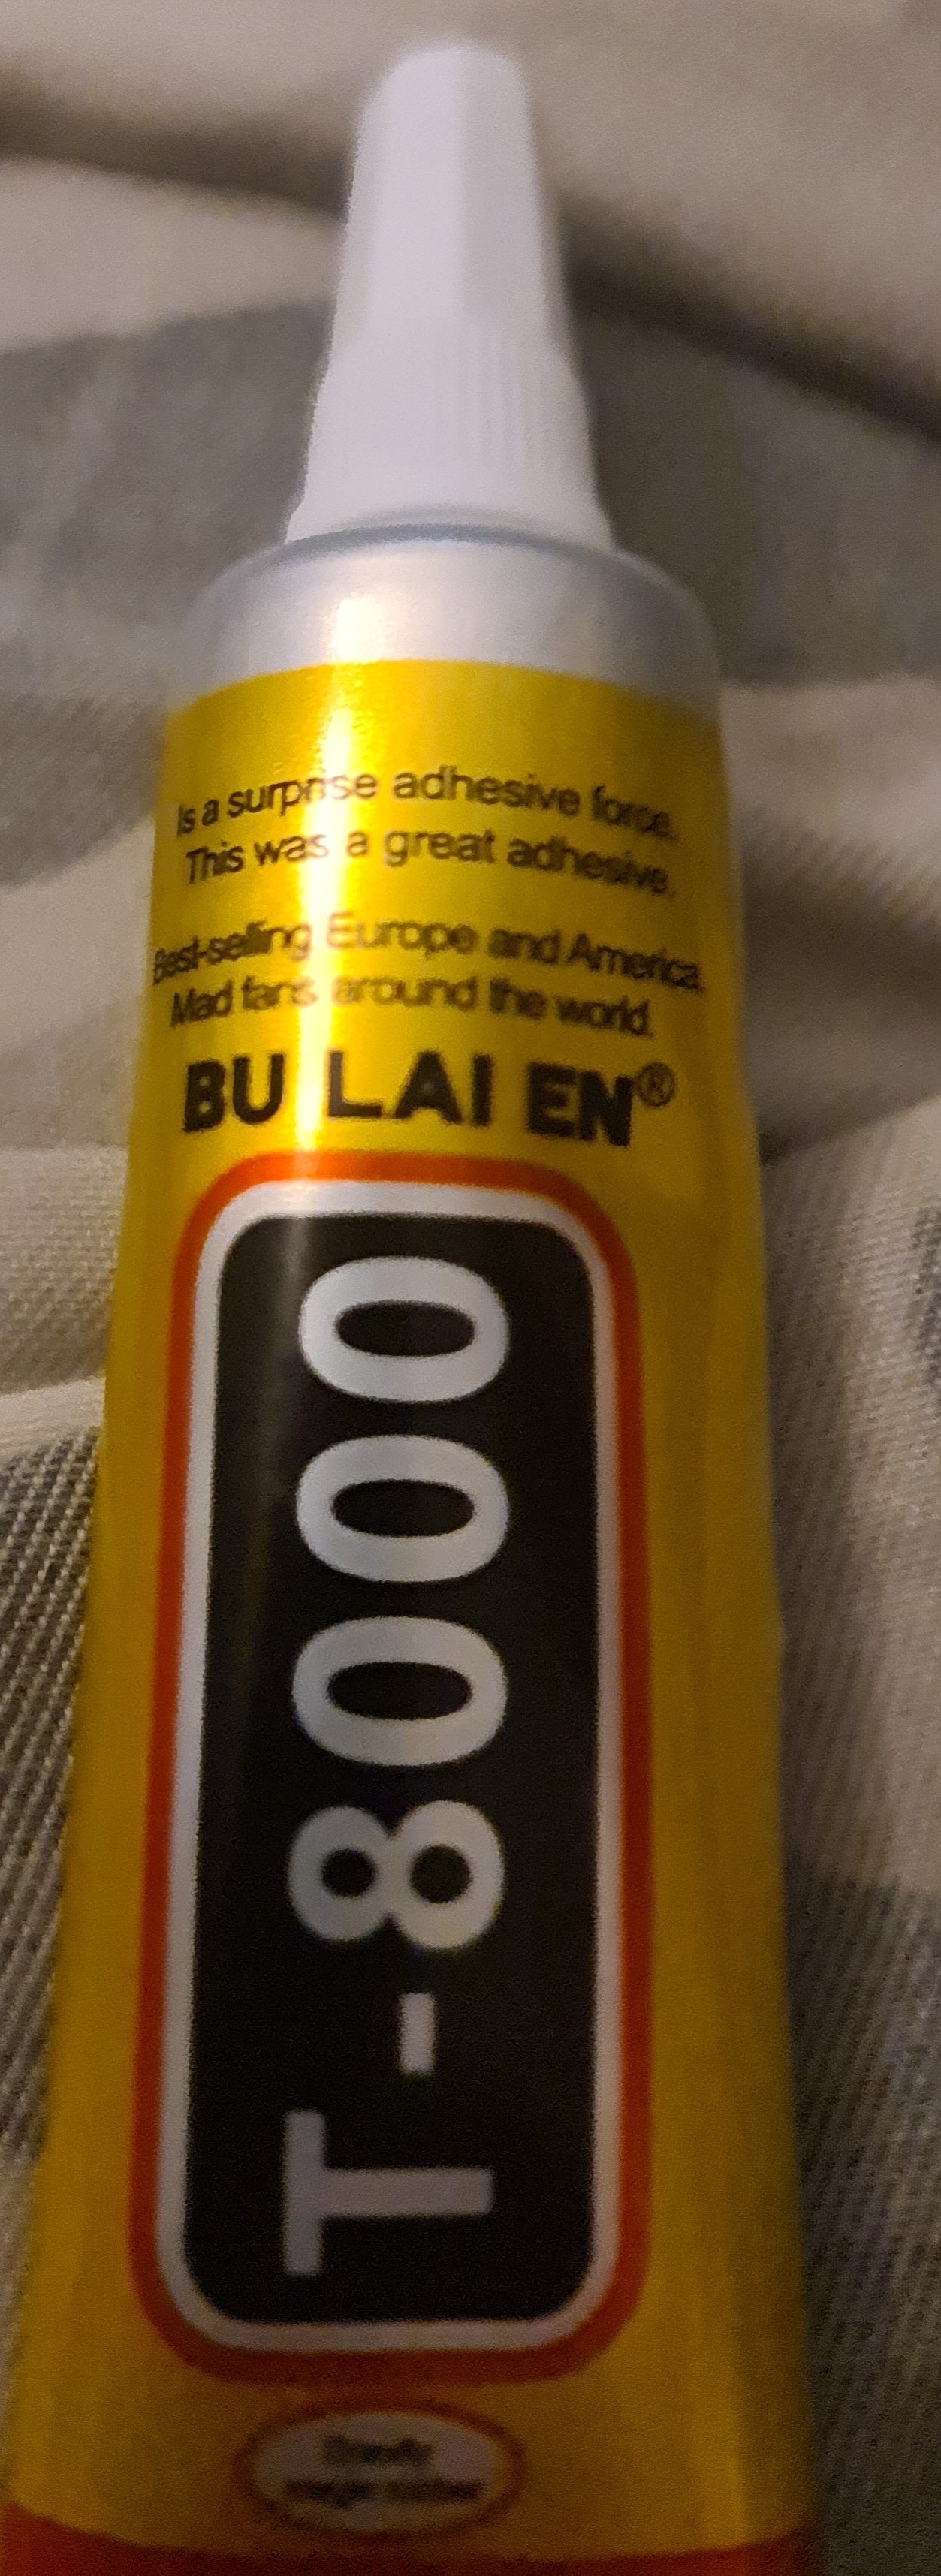 Is a surprise adhesive force.
This was a great adhesive.
Best-selling Europe and America.
Mad fans around the world.
BU LAI EN®
T-8000